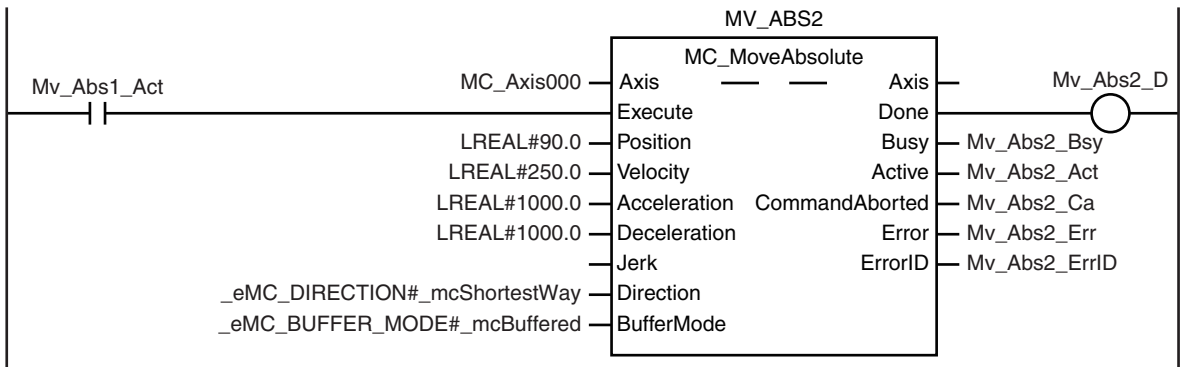 MV_ABS2
MC_MoveAbsolute
Mv_Abs1_Act
MC_Axis000 Axis Axis Mv_Abs2_D
Execute Done
LREAL#90.0 Position Busy Mv_Abs2_Bsy
LREAL#250.0 Velocity Active Mv_Abs2_Act
LREAL#1000.0 Acceleration CommandAborted Mv_Abs2_Ca
LREAL#1000.0 Deceleration Error Mv_Abs2_Err
Jerk ErrorID Mv_Abs2_ErrID
_eMC_DIRECTION#_mcShortestWay Direction
_eMC_BUFFER_MODE#_mcBuffered BufferMode